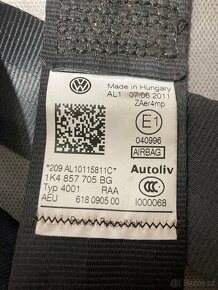 Made in Hungary
AL1 07.06.2011
ZAer4mp
E1
040996
AIRBAG
*209 AL10115811C*
1K4 857 705 BG
Autoliv
Typ 4001 RAA
AEU 618 0905 00
I000068